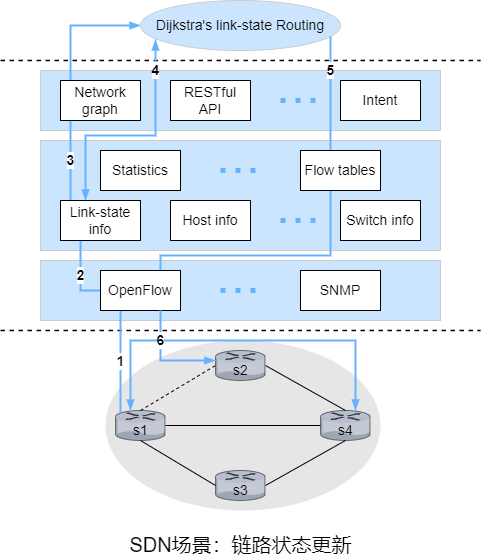 Dijkstra's link-state Routing
4
5
Network
graph
RESTful
API
Intent
3
Statistics
Flow tables
Link-state
info
Host info
Switch info
2
OpenFlow
SNMP
1
6
s2
s1
s4
s3
SDN场景：链路状态更新